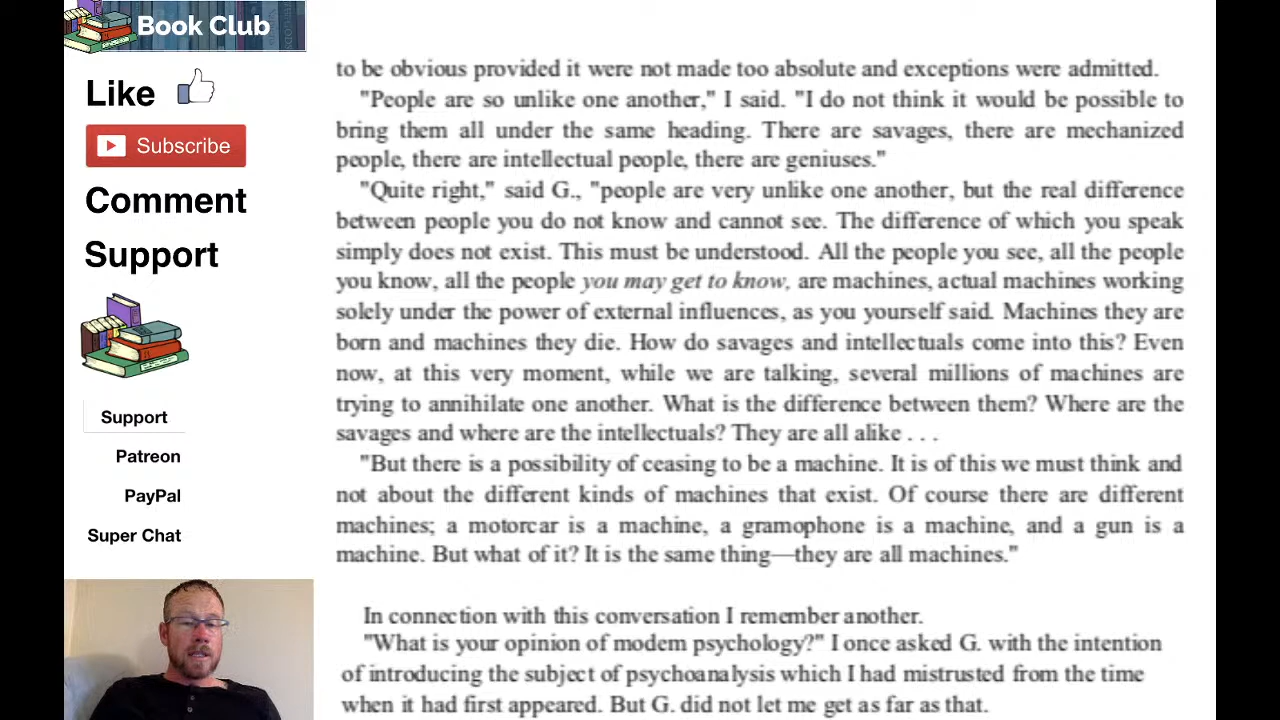 Book Club
Like
Subscribe
Comment
Support
Support
Patreon
PayPal
Super Chat
to be obvious provided it were not made too absolute and exceptions were admitted.
"People are so unlike one another," I said. "I do not think it would be possible to
bring them all under the same heading. There are savages, there are mechanized
people, there are intellectual people, there are geniuses."
"Quite right," said G., "people are very unlike one another, but the real difference
between people you do not know and cannot see. The difference of which you speak
simply does not exist. This must be understood. All the people you see, all the people
you know, all the people you may get to know, are machines, actual machines working
solely under the power of external influences, as you yourself said. Machines they are
born and machines they die. How do savages and intellectuals come into this? Even
now, at this very moment, while we are talking, several millions of machines are
trying to annihilate one another. What is the difference between them? Where are the
savages and where are the intellectuals? They are all alike . . .
"But there is a possibility of ceasing to be a machine. It is of this we must think and
not about the different kinds of machines that exist. Of course there are different
machines; a motorcar is a machine, a gramophone is a machine, and a gun is a
machine. But what of it? It is the same thing—they are all machines."
In connection with this conversation I remember another.
"What is your opinion of modem psychology?" I once asked G. with the intention
of introducing the subject of psychoanalysis which I had mistrusted from the time
when it had first appeared. But G. did not let me get as far as that.